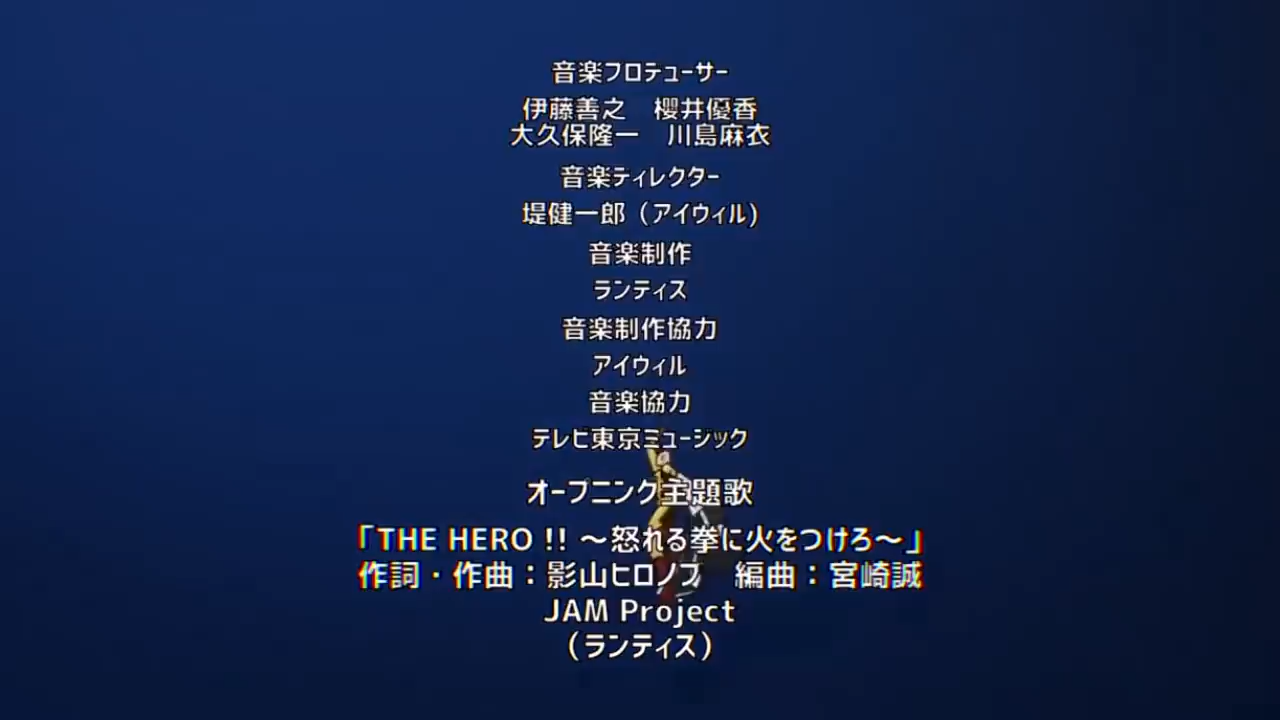 音楽プロデューサー
伊藤善之　櫻井優香
大久保隆一　川島麻衣
音楽ディレクター
堤健一郎（アイウィル）
音楽制作
ランティス
音楽制作協力
アイウィル
音楽協力
テレビ東京ミュージック
オープニング主題歌
「THE HERO !! ～怒れる拳に火をつけろ～」
作詞・作曲：影山ヒロノブ　編曲：宮崎誠
JAM Project
（ランティス）